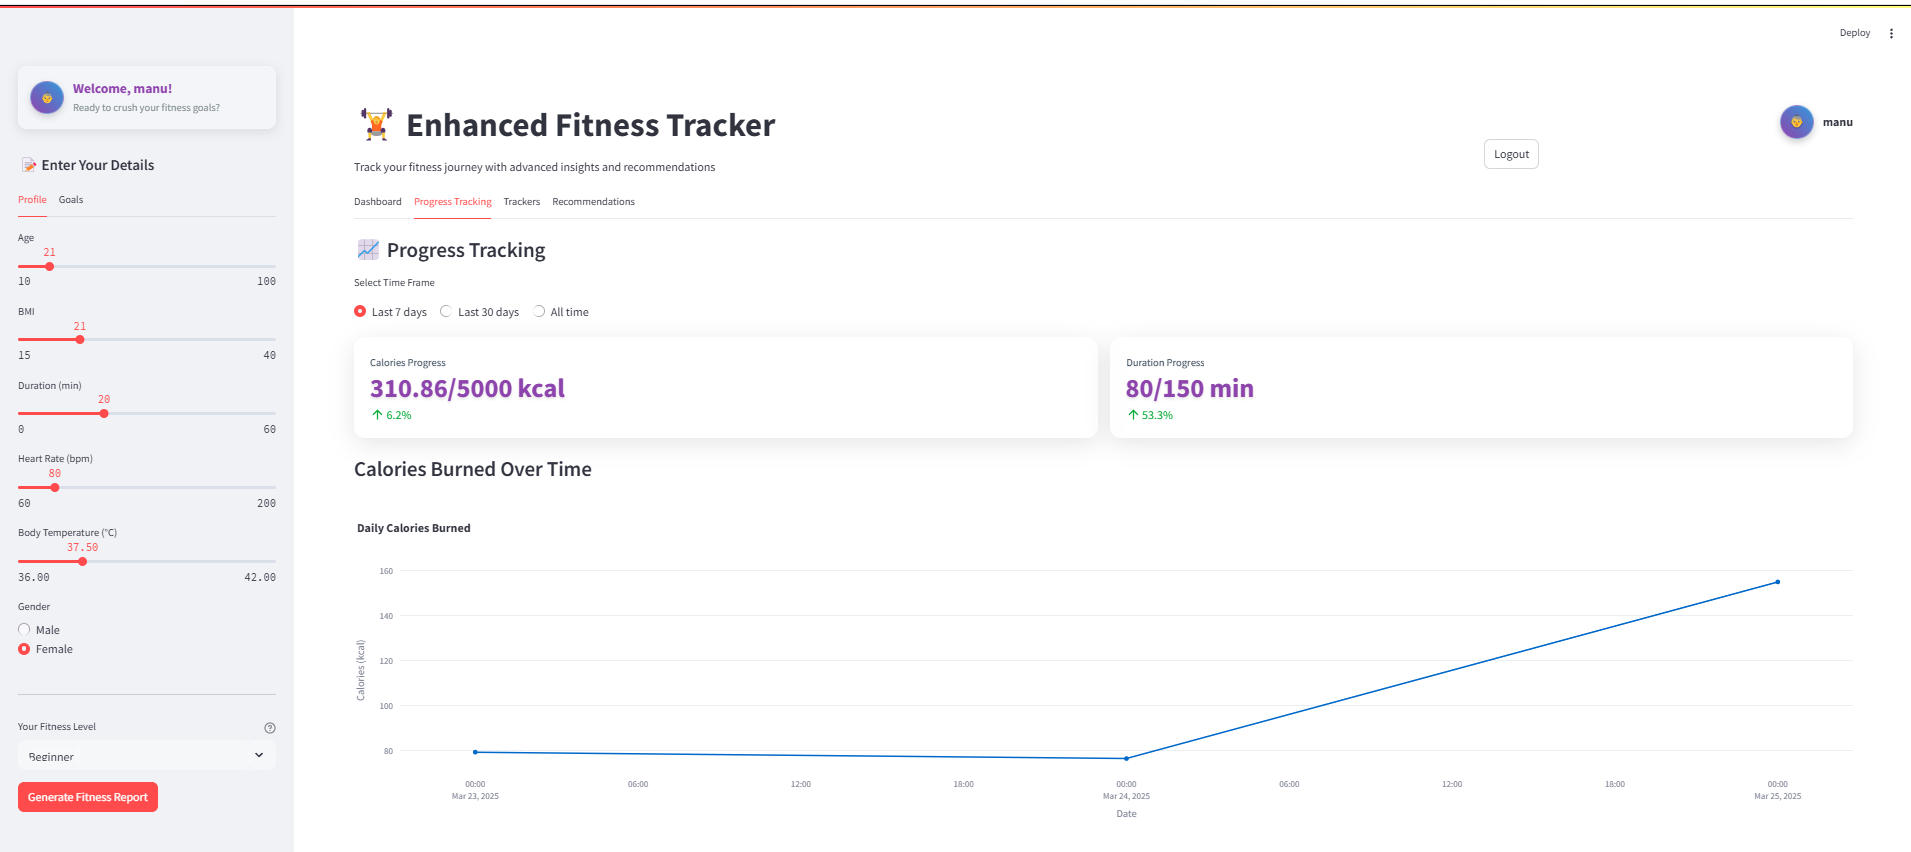 Deploy
Welcome, manu!
Ready to crush your fitness goals?
Enter Your Details
Profile Goals
Age
21
10 100
BMI
21
15 40
Duration (min)
20
0 60
Heart Rate (bpm)
80
60 200
Body Temperature (°C)
37.50
36.00 42.00
Gender
Male
Female
Your Fitness Level
Beginner
Generate Fitness Report
Enhanced Fitness Tracker
manu
Logout
Track your fitness journey with advanced insights and recommendations
Dashboard Progress Tracking Trackers Recommendations
Progress Tracking
Select Time Frame
Last 7 days Last 30 days All time
Calories Progress
310.86/5000 kcal
↑ 6.2%
Duration Progress
80/150 min
↑ 53.3%
Calories Burned Over Time
Daily Calories Burned
160
140
120
100
80
Calories (kcal)
00:00 06:00 12:00 18:00 00:00 06:00 12:00 18:00 00:00
Mar 23, 2025 Mar 24, 2025 Mar 25, 2025
Date